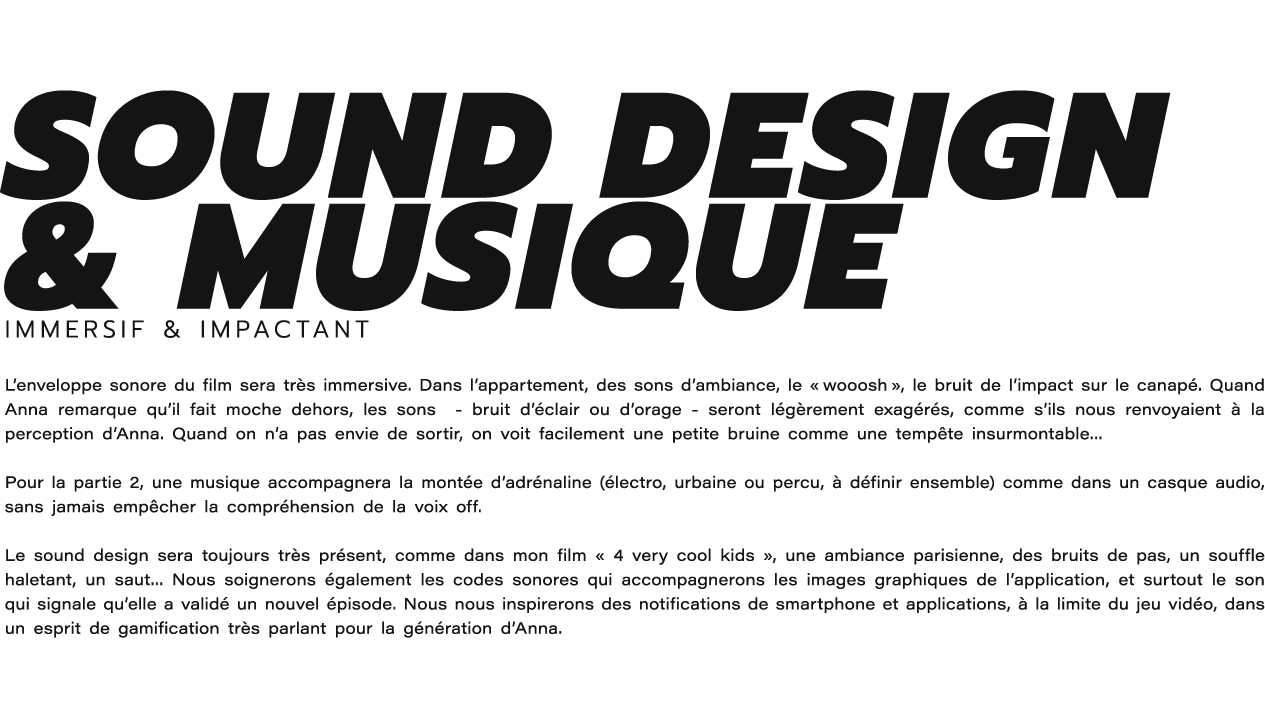 SOUND DESIGN
& MUSIQUE
IMMERSIF & IMPACTANT
L’enveloppe sonore du film sera très immersive. Dans l’appartement, des sons d’ambiance, le « wooosh », le bruit de l’impact sur le canapé. Quand
Anna remarque qu’il fait moche dehors, les sons - bruit d’éclair ou d’orage - seront légèrement exagérés, comme s’ils nous renvoyaient à la
perception d’Anna. Quand on n’a pas envie de sortir, on voit facilement une petite bruine comme une tempête insurmontable...
Pour la partie 2, une musique accompagnera la montée d’adrénaline (électro, urbaine ou percu, à définir ensemble) comme dans un casque audio,
sans jamais empêcher la compréhension de la voix off.
Le sound design sera toujours très présent, comme dans mon film « 4 very cool kids », une ambiance parisienne, des bruits de pas, un souffle
haletant, un saut... Nous soignerons également les codes sonores qui accompagnerons les images graphiques de l’application, et surtout le son
qui signale qu’elle a validé un nouvel épisode. Nous nous inspirerons des notifications de smartphone et applications, à la limite du jeu vidéo, dans
un esprit de gamification très parlant pour la génération d’Anna.